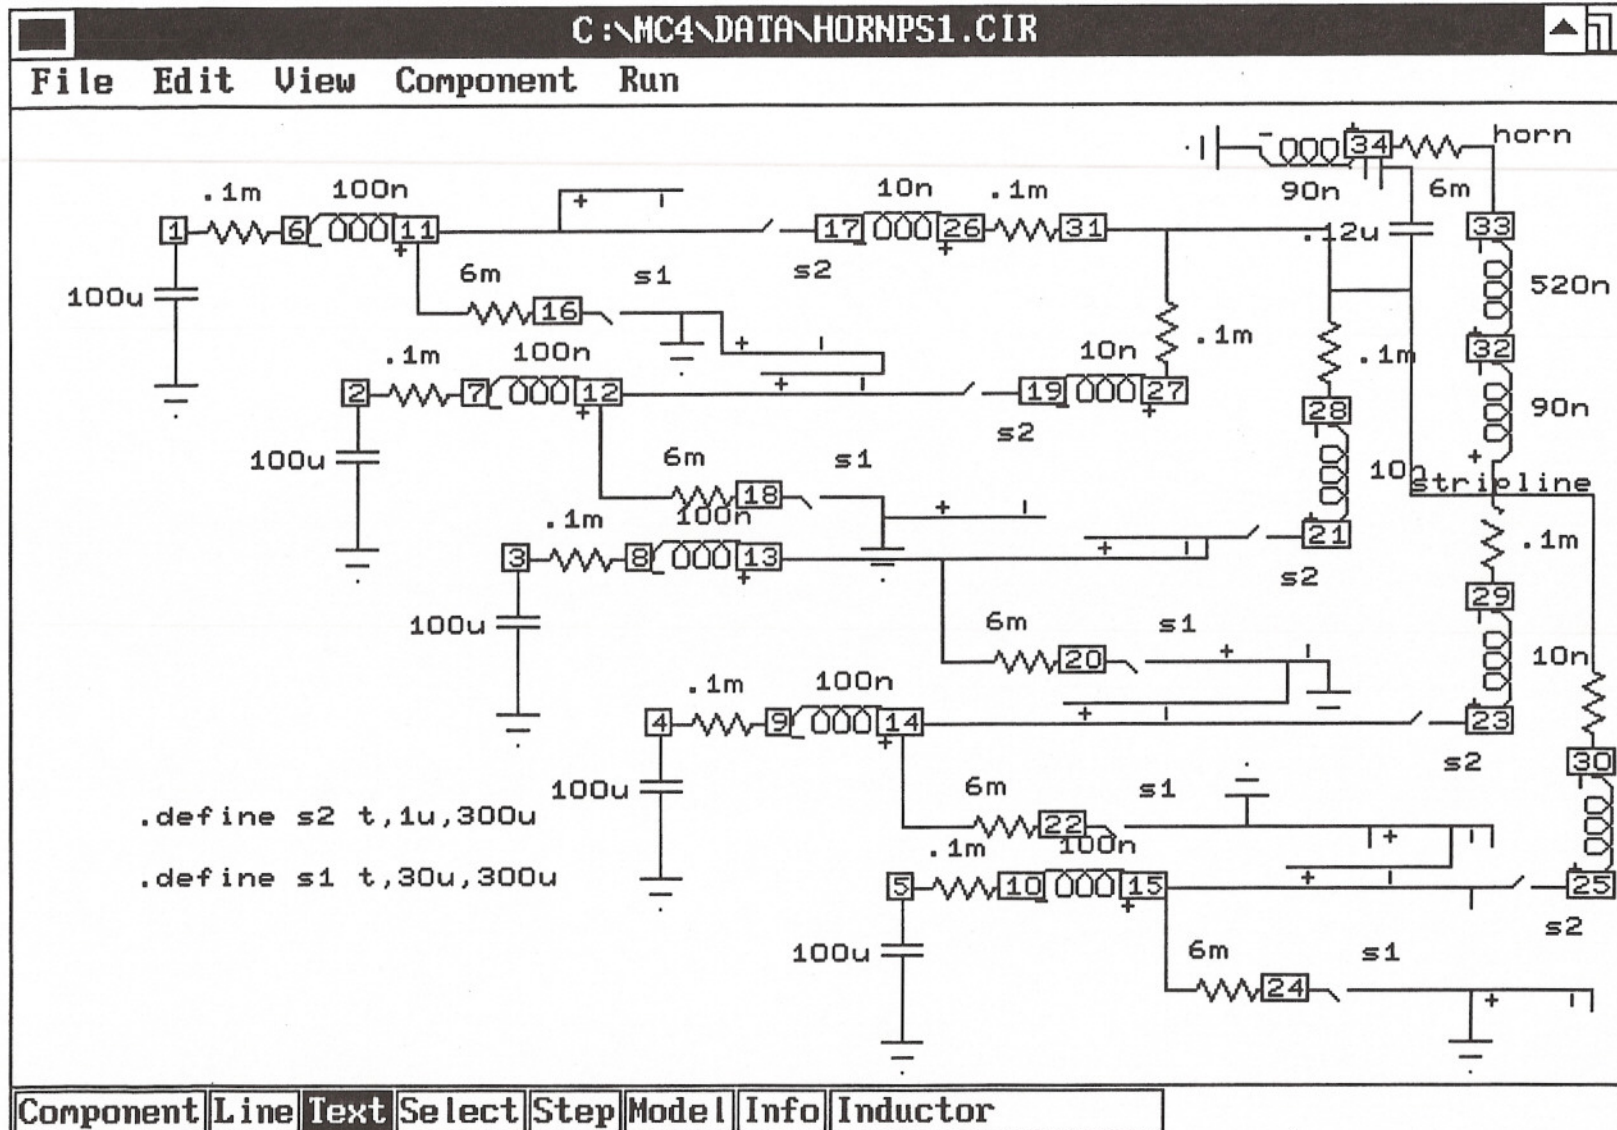 C:\MC4\DATA\HORNPS1.CIR
File Edit View Component Run
horn
34
90n
6m
.1m
100n
+
10n
.1m
1
6
11
17
26
31
.12u
33
6m
s1
s2
100u
16
520n
.1m
100n
10n
.1m
.1m
32
2
7
12
19
27
28
90n
s2
100u
6m
s1
10n
stripline
18
.1m
100n
3
8
13
21
.1m
s2
29
100u
6m
s1
20
10n
.1m
100n
4
9
14
23
s2
30
100u
6m
s1
.define s2 t,1u,300u
22
.1m
100n
.define s1 t,30u,300u
5
10
15
25
s2
100u
6m
s1
24
Component Line Text Select Step Model Info Inductor